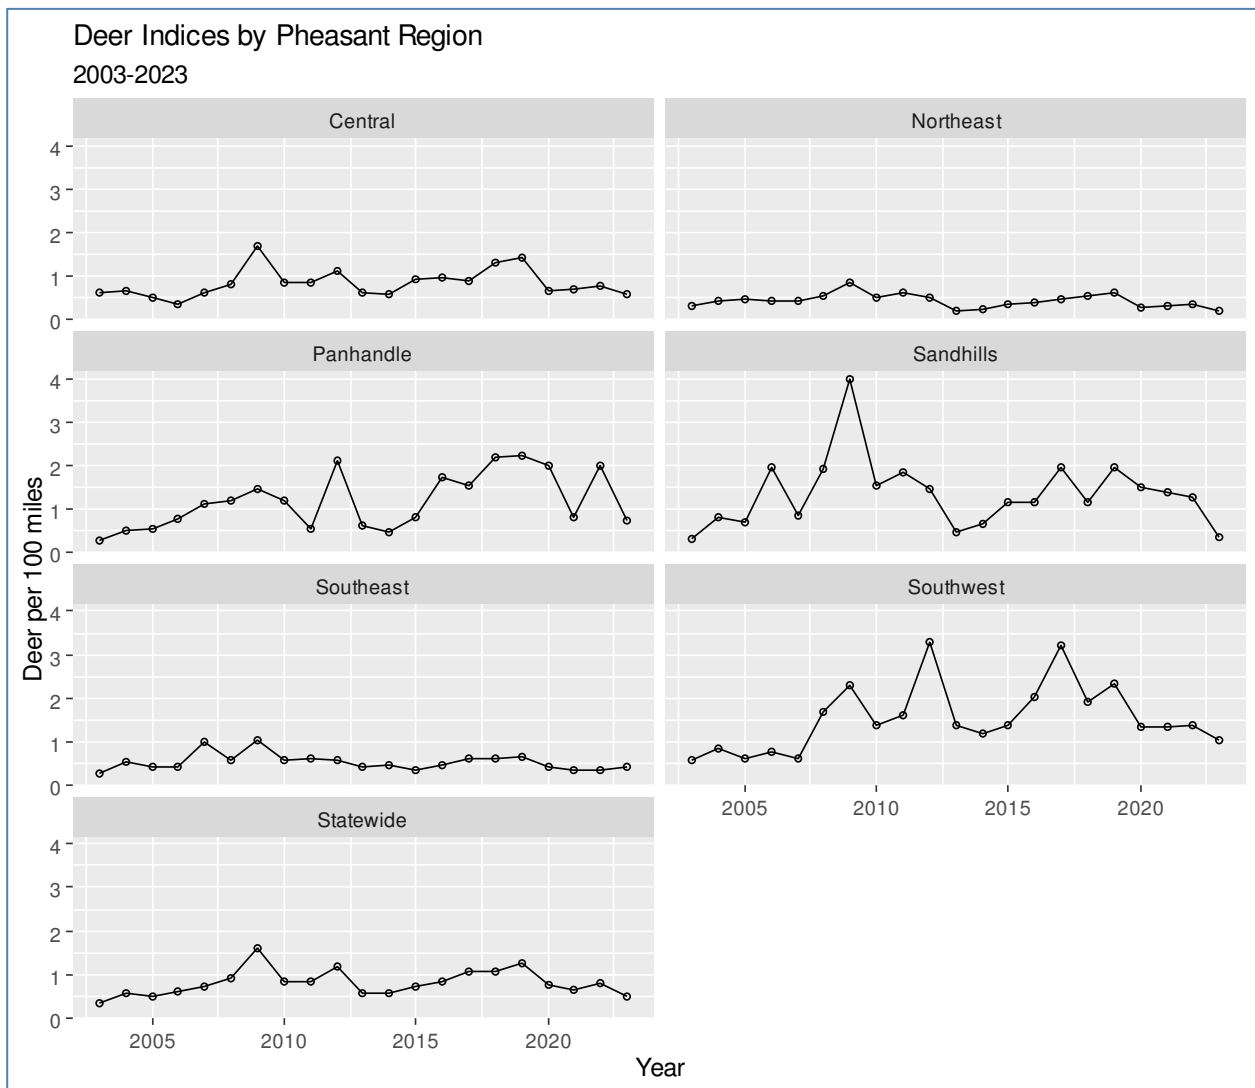 Deer Indices by Pheasant Region
2003-2023
Central
Northeast
4
3
2
1
0
Panhandle
Sandhills
4
3
2
1
0
Deer per 100 miles
Southeast
Southwest
4
3
2
1
0
2005 2010 2015 2020
Statewide
4
3
2
1
0
2005 2010 2015 2020
Year